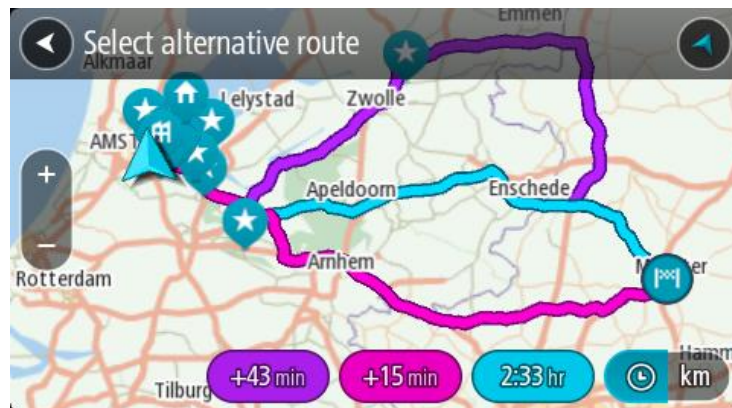 Emmen
Select alternative route
Alkmaar
Lelystad
Zwolle
AMST
+
Apeldoorn
Enschede
−
Arnhem
Rotterdam
M
er
Hamm
Tilburg
+43 min
+15 min
2:33 hr
km